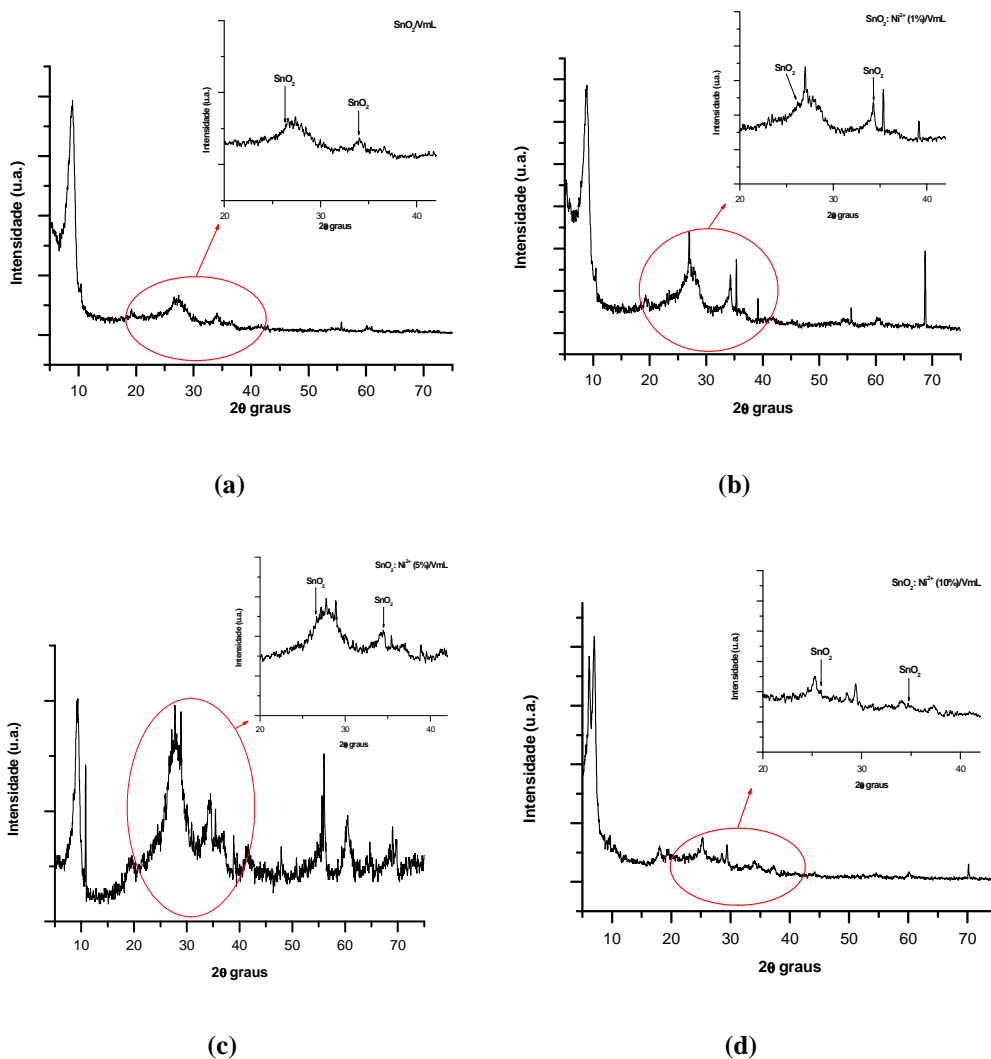 SnO2/VmL
SnO2
SnO2
Intensidade (u.a.)
20 30 40
2θ graus
Intensidade (u.a.)
10 20 30 40 50 60 70
2θ graus
(a)
SnO2: Ni2+ (1%)/VmL
SnO2
SnO2
Intensidade (u.a.)
20 30 40
2θ graus
Intensidade (u.a.)
10 20 30 40 50 60 70
2θ graus
(b)
SnO2: Ni2+ (5%)/VmL
SnO2
SnO2
Intensidade (u.a.)
20 30 40
2θ graus
Intensidade (u.a.)
10 20 30 40 50 60 70
2θ graus
(c)
SnO2: Ni2+ (10%)/VmL
SnO2
SnO2
Intensidade (u.a.)
20 30 40
2θ graus
Intensidade (u.a.)
10 20 30 40 50 60 70
2θ graus
(d)